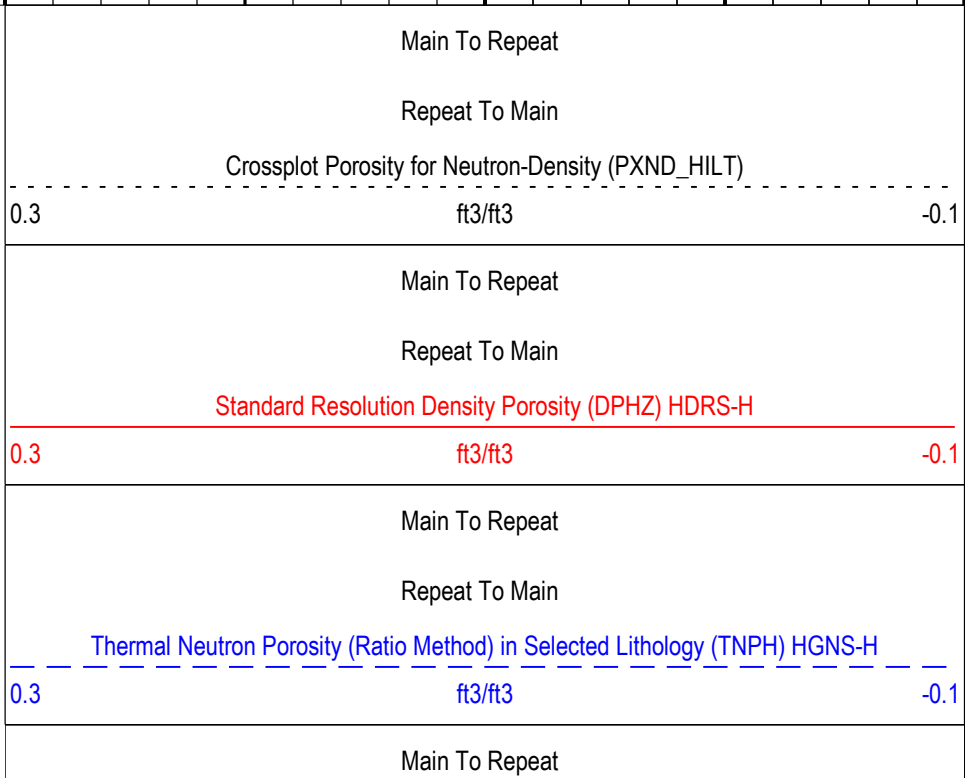 Main To Repeat
Repeat To Main
Crossplot Porosity for Neutron-Density (PXND_HILT)
0.3 ft3/ft3 -0.1
Main To Repeat
Repeat To Main
Standard Resolution Density Porosity (DPHZ) HDRS-H
0.3 ft3/ft3 -0.1
Main To Repeat
Repeat To Main
Thermal Neutron Porosity (Ratio Method) in Selected Lithology (TNPH) HGNS-H
0.3 ft3/ft3 -0.1
Main To Repeat